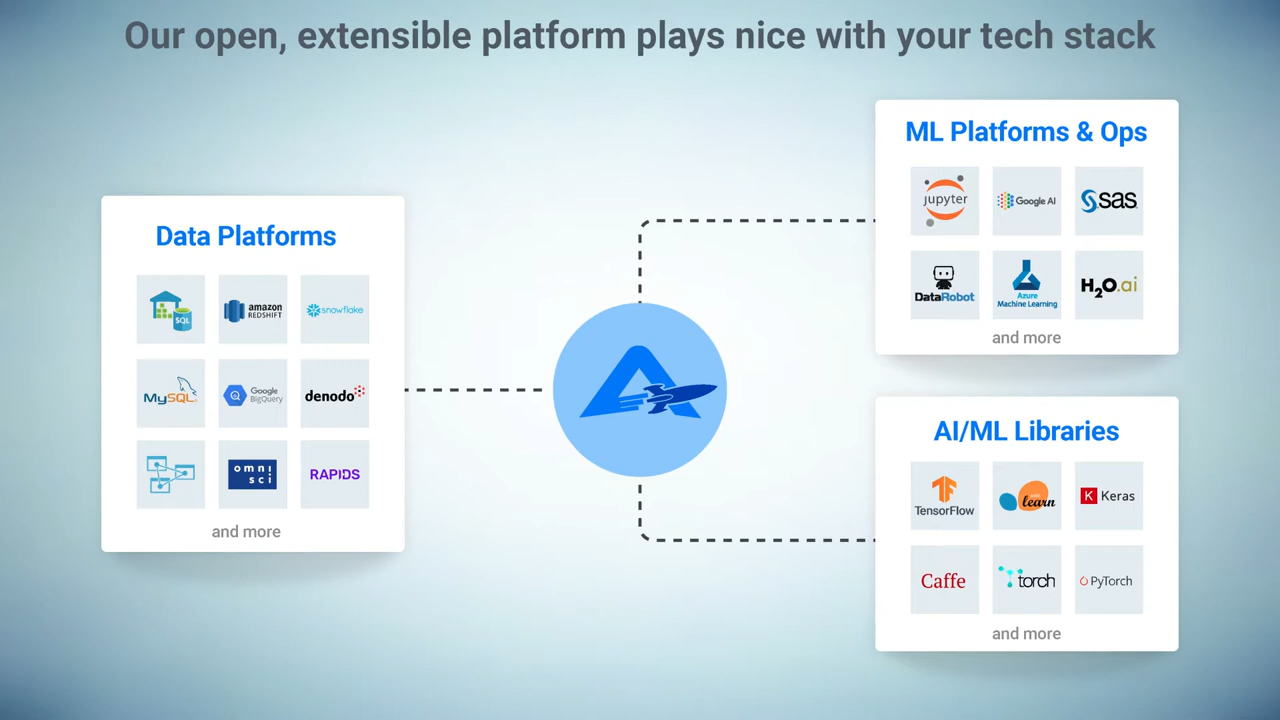 Our open, extensible platform plays nice with your tech stack
Data Platforms
SQL
amazon
REDSHIFT
snowflake
MySQL
Google
BigQuery
denodo
omni
sci
RAPIDS
and more
ML Platforms & Ops
jupyter
Google AI
sas
DataRobot
Azure
Machine Learning
H2O.ai
and more
AI/ML Libraries
TensorFlow
learn
K Keras
Caffe
torch
PyTorch
and more